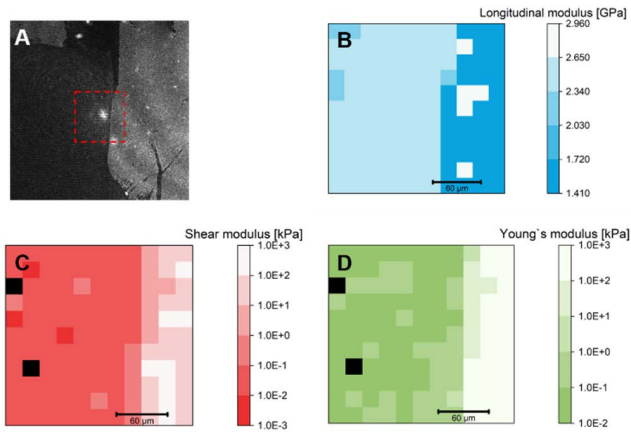 A
B
Longitudinal modulus [GPa]
2.960
2.650
2.340
2.030
1.720
1.410
60 µm
C
Shear modulus [kPa]
1.0E+3
1.0E+2
1.0E+1
1.0E+0
1.0E-1
1.0E-2
1.0E-3
60 µm
D
Young`s modulus [kPa]
1.0E+3
1.0E+2
1.0E+1
1.0E+0
1.0E-1
1.0E-2
60 µm